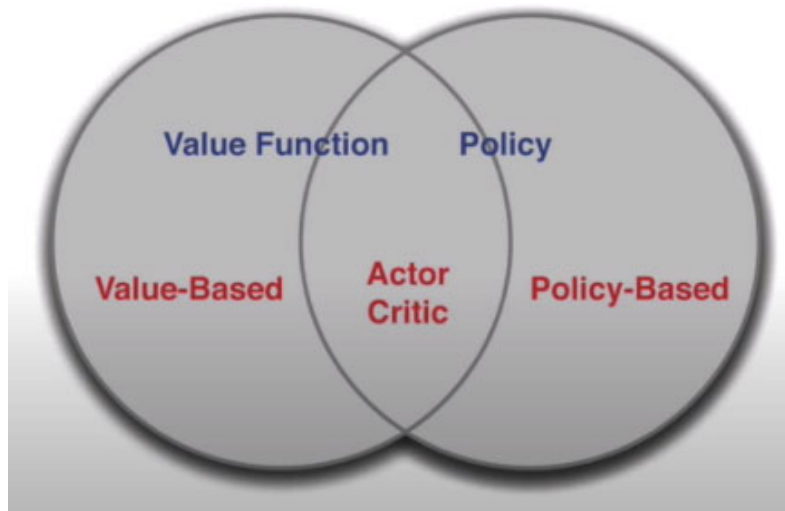 Value Function
Policy
Value-Based
Actor
Critic
Policy-Based